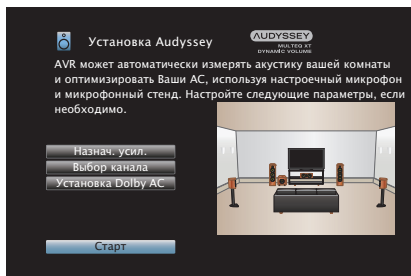 Установка Audyssey
AUDYSSEY
MULTEQ XT
DYNAMIC VOLUME
AVR может автоматически измерять акустику вашей комнаты
и оптимизировать Ваши АС, используя настроечный микрофон
и микрофонный стенд. Настройте следующие параметры, если
необходимо.
Назнач. усил.
Выбор канала
Установка Dolby АС
Старт